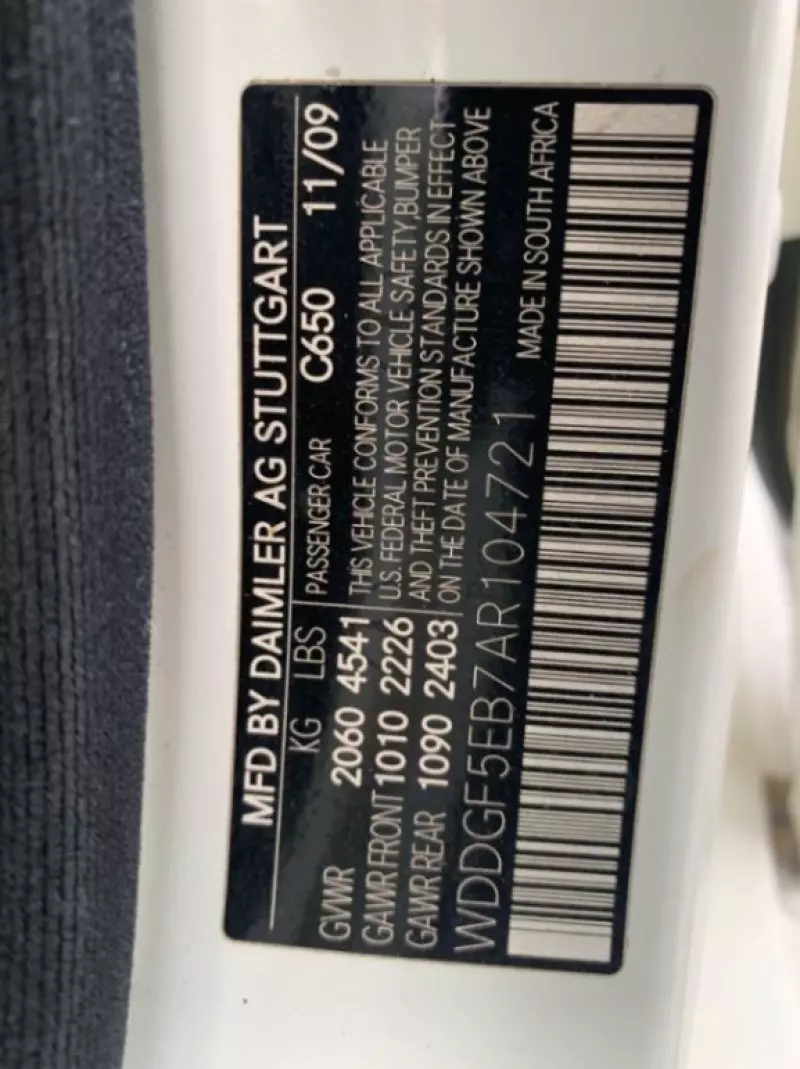 MFD BY DAIMLER AG STUTTGART
KG LBS PASSENGER CAR C650 11/09
GVWR 2060 4541
GAWR FRONT 1010 2226
GAWR REAR 1090 2403
THIS VEHICLE CONFORMS TO ALL APPLICABLE
U.S. FEDERAL MOTOR VEHICLE SAFETY,BUMPER
AND THEFT PREVENTION STANDARDS IN EFFECT
ON THE DATE OF MANUFACTURE SHOWN ABOVE
WDDGF5EB7AR104721
MADE IN SOUTH AFRICA